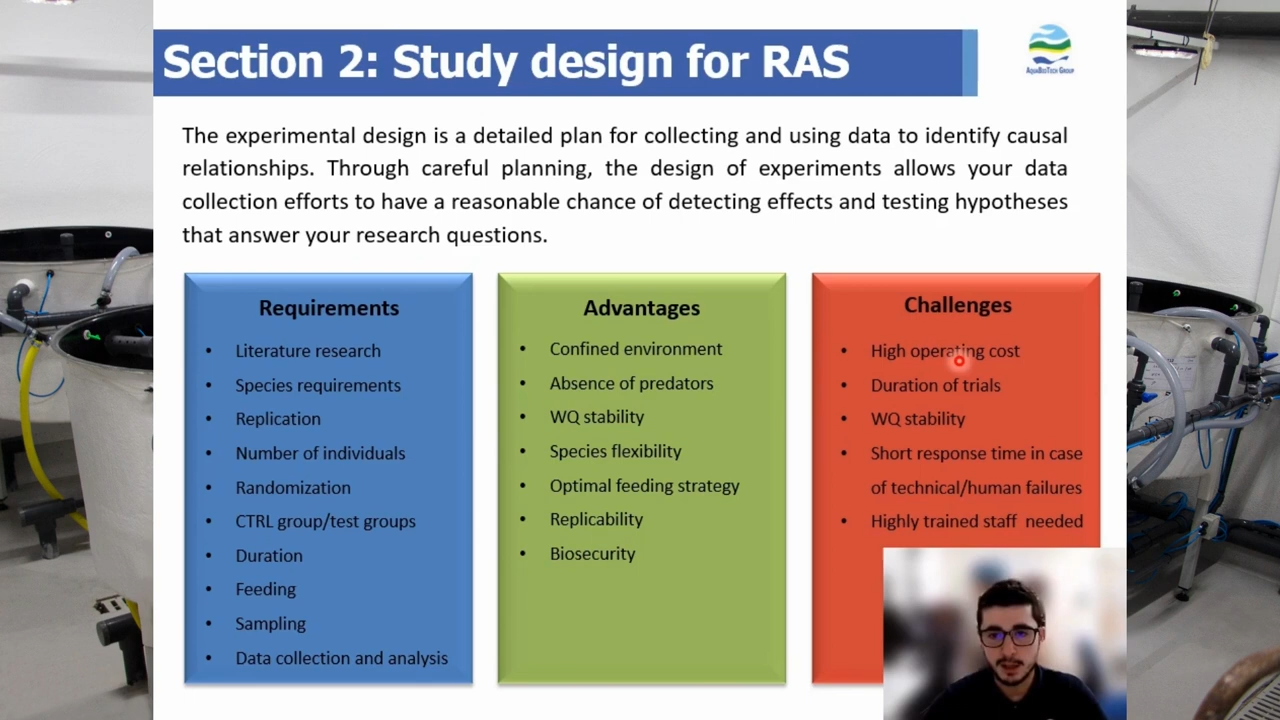 Section 2: Study design for RAS
AQUABIOTECH GROUP
The experimental design is a detailed plan for collecting and using data to identify causal
relationships. Through careful planning, the design of experiments allows your data
collection efforts to have a reasonable chance of detecting effects and testing hypotheses
that answer your research questions.
Requirements
• Literature research
• Species requirements
• Replication
• Number of individuals
• Randomization
• CTRL group/test groups
• Duration
• Feeding
• Sampling
• Data collection and analysis
Advantages
• Confined environment
• Absence of predators
• WQ stability
• Species flexibility
• Optimal feeding strategy
• Replicability
• Biosecurity
Challenges
• High operating cost
• Duration of trials
• WQ stability
• Short response time in case
of technical/human failures
• Highly trained staff needed